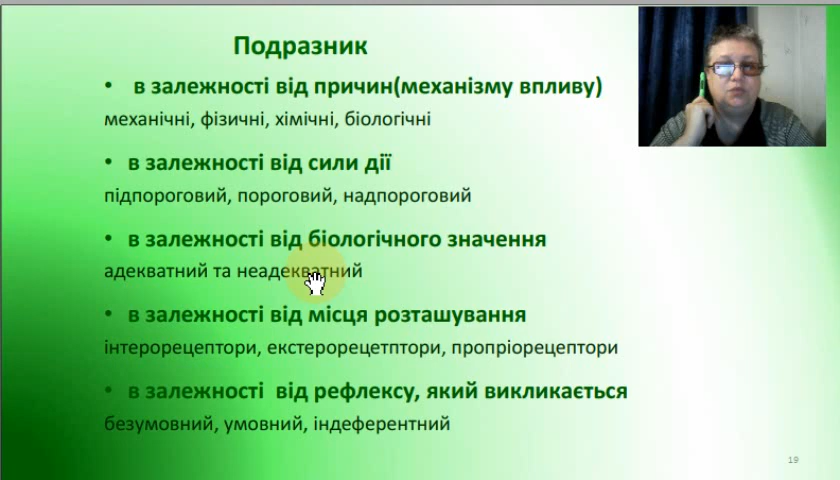 Подразник
• в залежності від причин(механізму впливу)
механічні, фізичні, хімічні, біологічні
• в залежності від сили дії
підпороговий, пороговий, надпороговий
• в залежності від біологічного значення
адекватний та неадекватний
• в залежності від місця розташування
інтерорецептори, екстерорецетптори, пропріорецептори
• в залежності від рефлексу, який викликається
безумовний, умовний, індеферентний
19